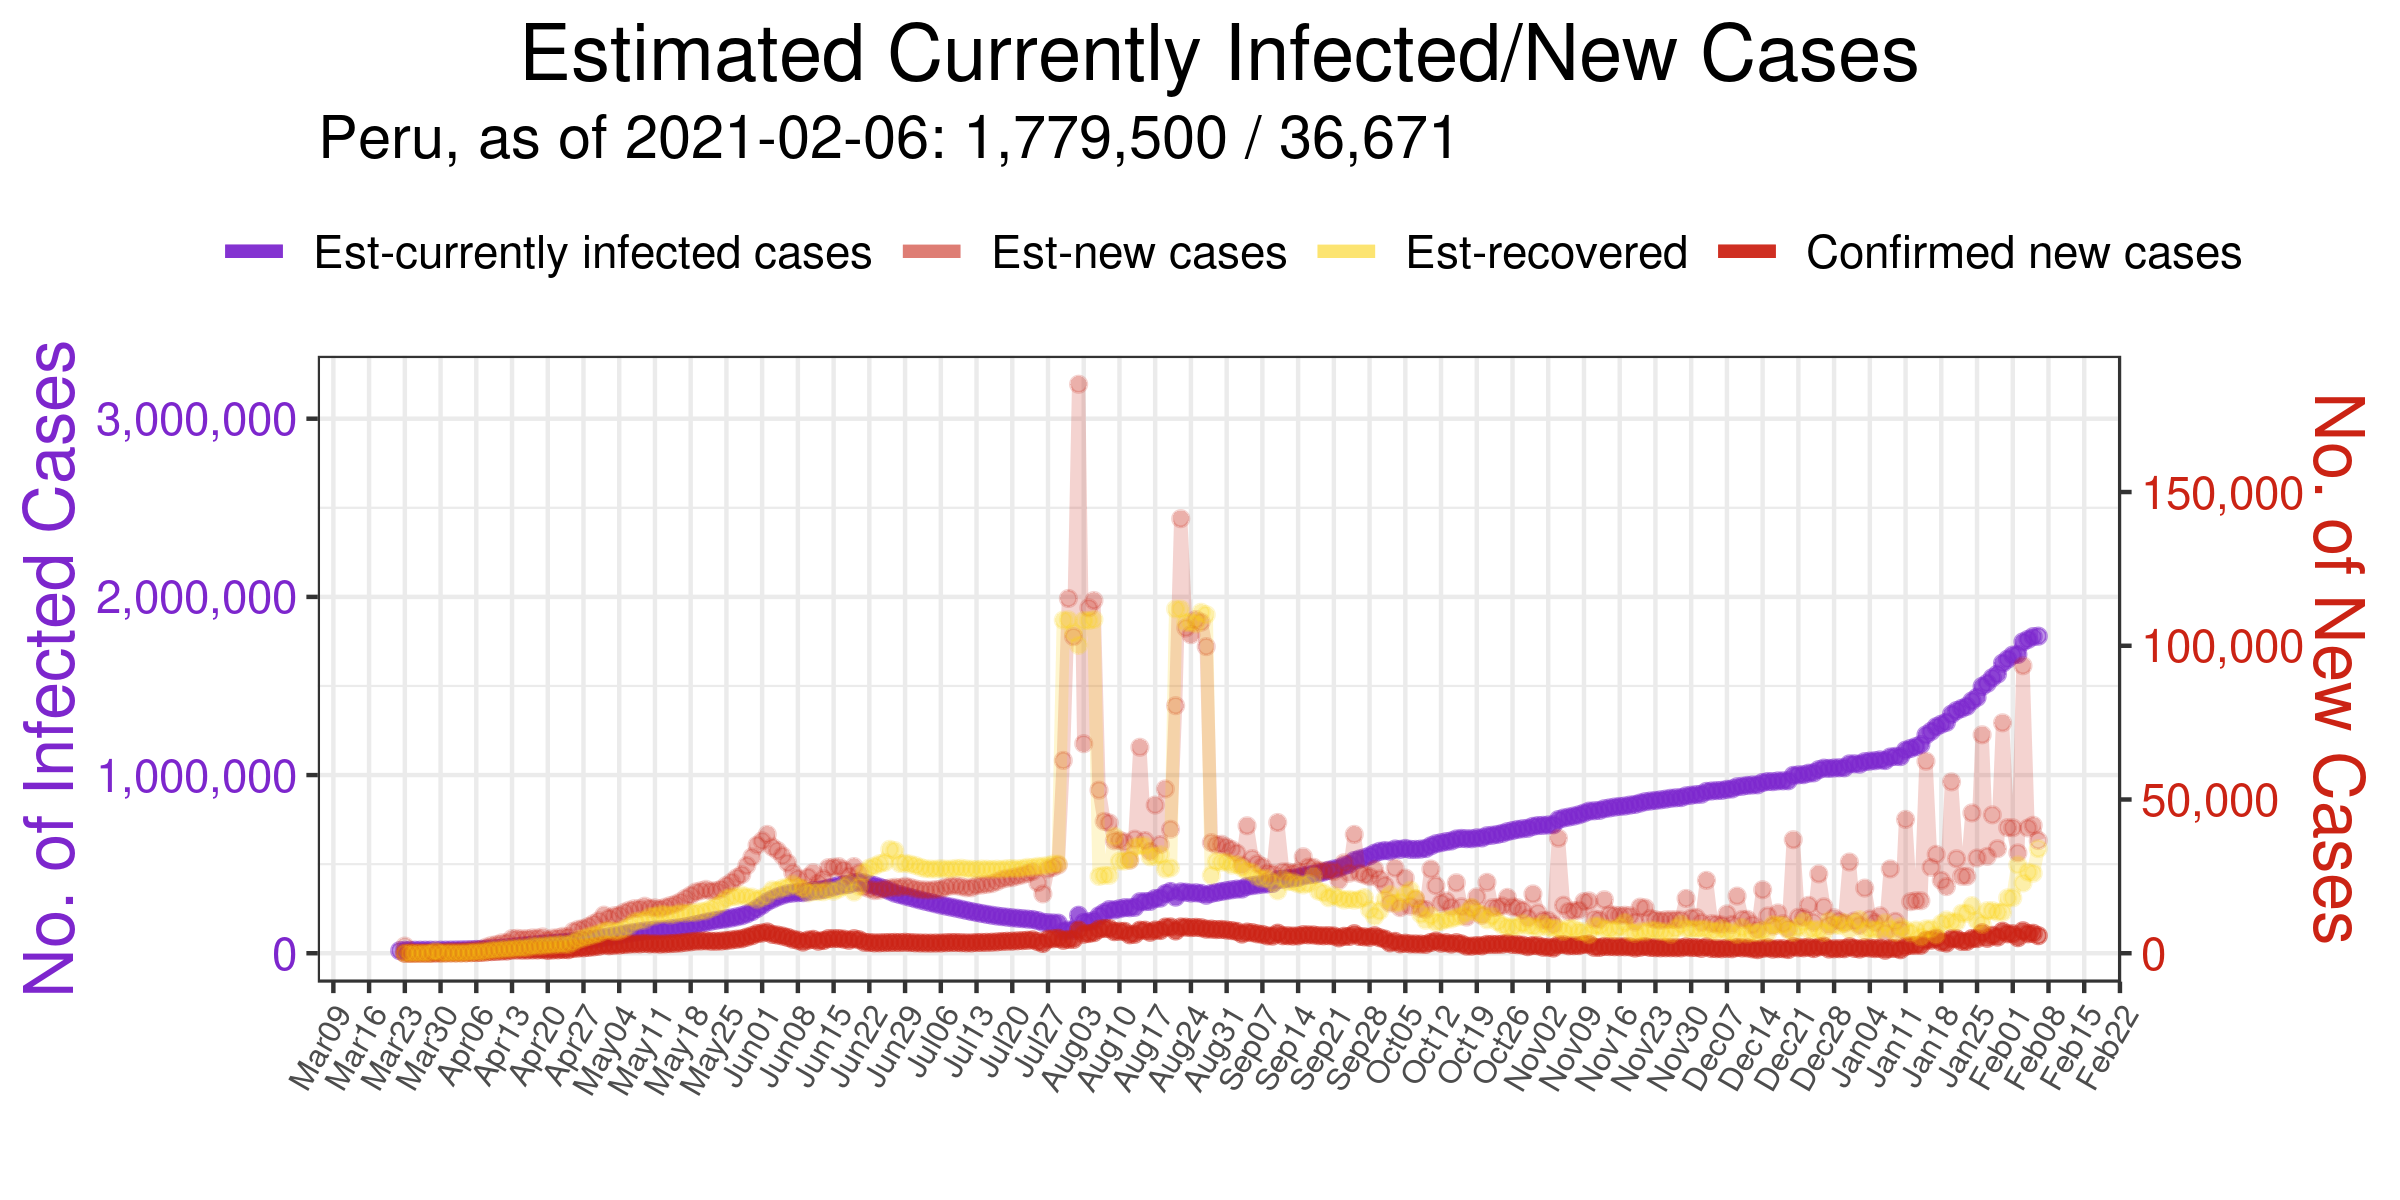 Estimated Currently Infected/New Cases
Peru, as of 2021-02-06: 1,779,500 / 36,671
Est-currently infected cases Est-new cases Est-recovered Confirmed new cases
No. of Infected Cases
3,000,000
2,000,000
1,000,000
0
150,000
100,000
50,000
0
No. of New Cases
Mar09 Mar16 Mar23 Mar30 Apr06 Apr13 Apr20 Apr27 May04 May11 May18 May25 Jun01 Jun08 Jun15 Jun22 Jun29 Jul06 Jul13 Jul20 Jul27 Aug03 Aug10 Aug17 Aug24 Aug31 Sep07 Sep14 Sep21 Sep28 Oct05 Oct12 Oct19 Oct26 Nov02 Nov09 Nov16 Nov23 Nov30 Dec07 Dec14 Dec21 Dec28 Jan04 Jan11 Jan18 Jan25 Feb01 Feb08 Feb15 Feb22